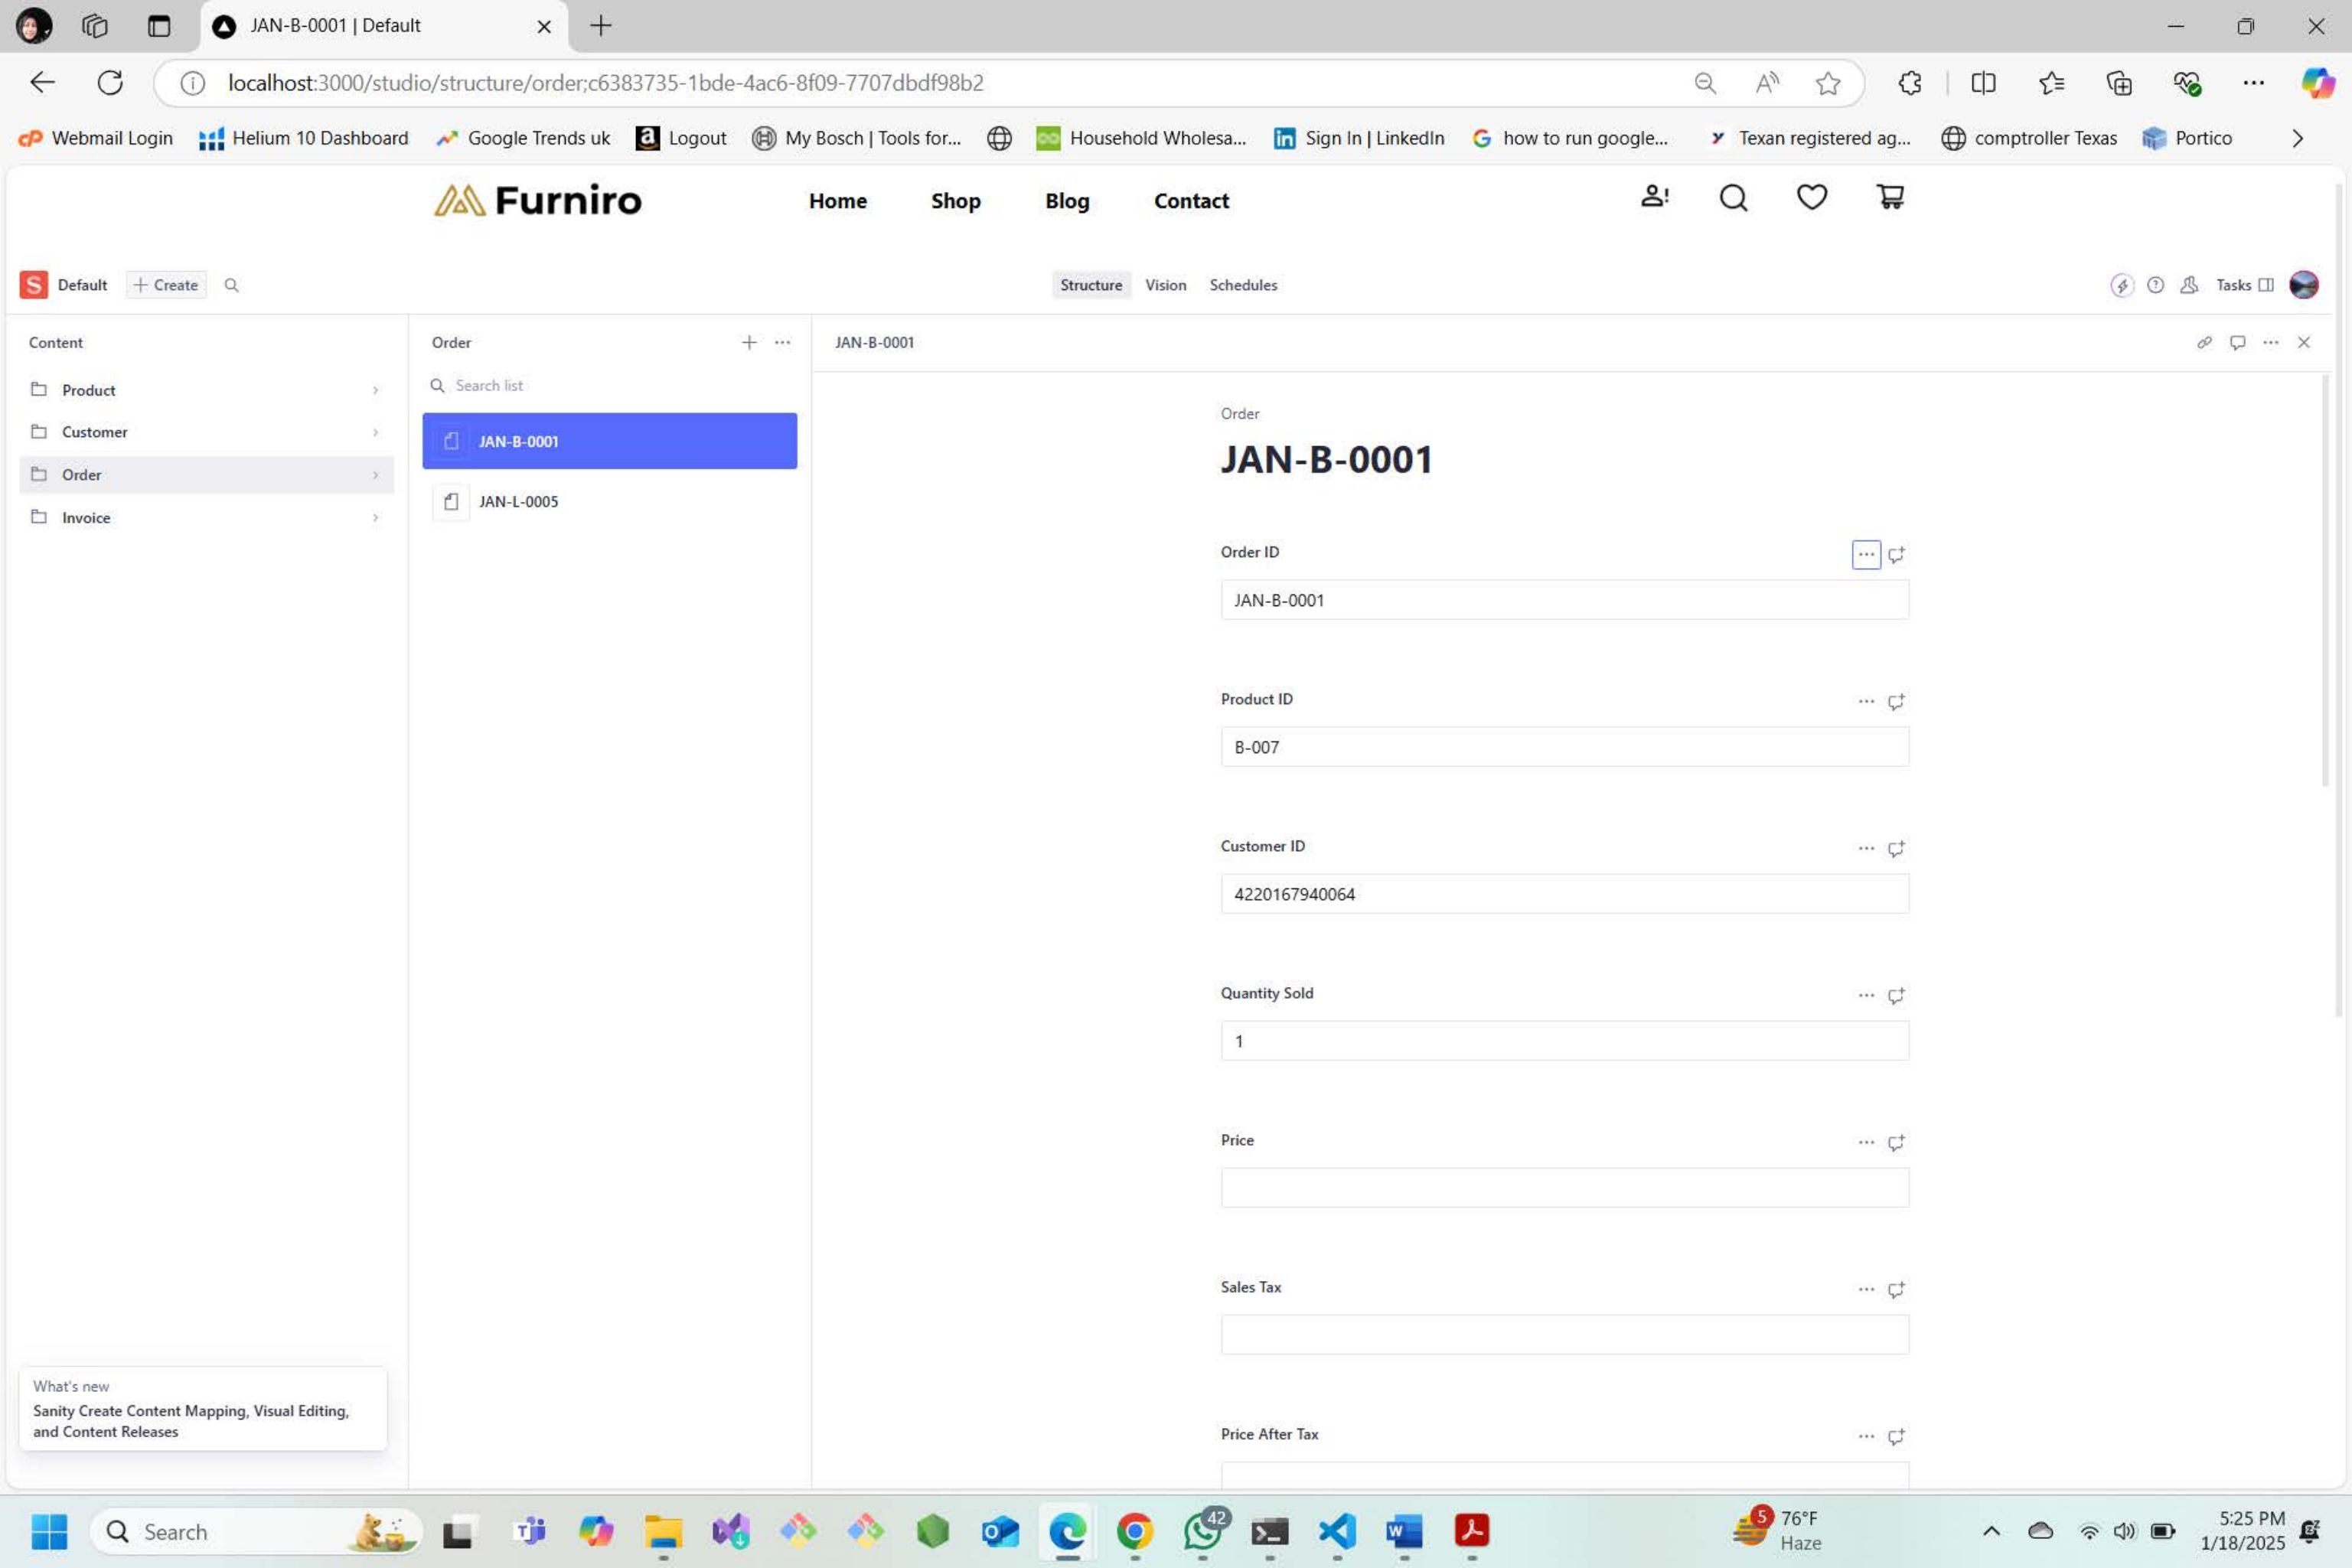 JAN-B-0001 | Default
localhost:3000/studio/structure/order;c6383735-1bde-4ac6-8f09-7707dbdf98b2
Webmail Login
Helium 10 Dashboard
Google Trends uk
Logout
My Bosch | Tools for...
Household Wholesa...
Sign In | LinkedIn
how to run google...
Texan registered ag...
comptroller Texas
Portico
Furniro
Home
Shop
Blog
Contact
S Default
+ Create
Structure
Vision
Schedules
Tasks
Content
Product
Customer
Order
Invoice
What's new
Sanity Create Content Mapping, Visual Editing,
and Content Releases
Order
Search list
JAN-B-0001
JAN-L-0005
JAN-B-0001
Order
JAN-B-0001
Order ID
JAN-B-0001
Product ID
B-007
Customer ID
4220167940064
Quantity Sold
1
Price
Sales Tax
Price After Tax
Search
42
5
76°F
Haze
5:25 PM
1/18/2025